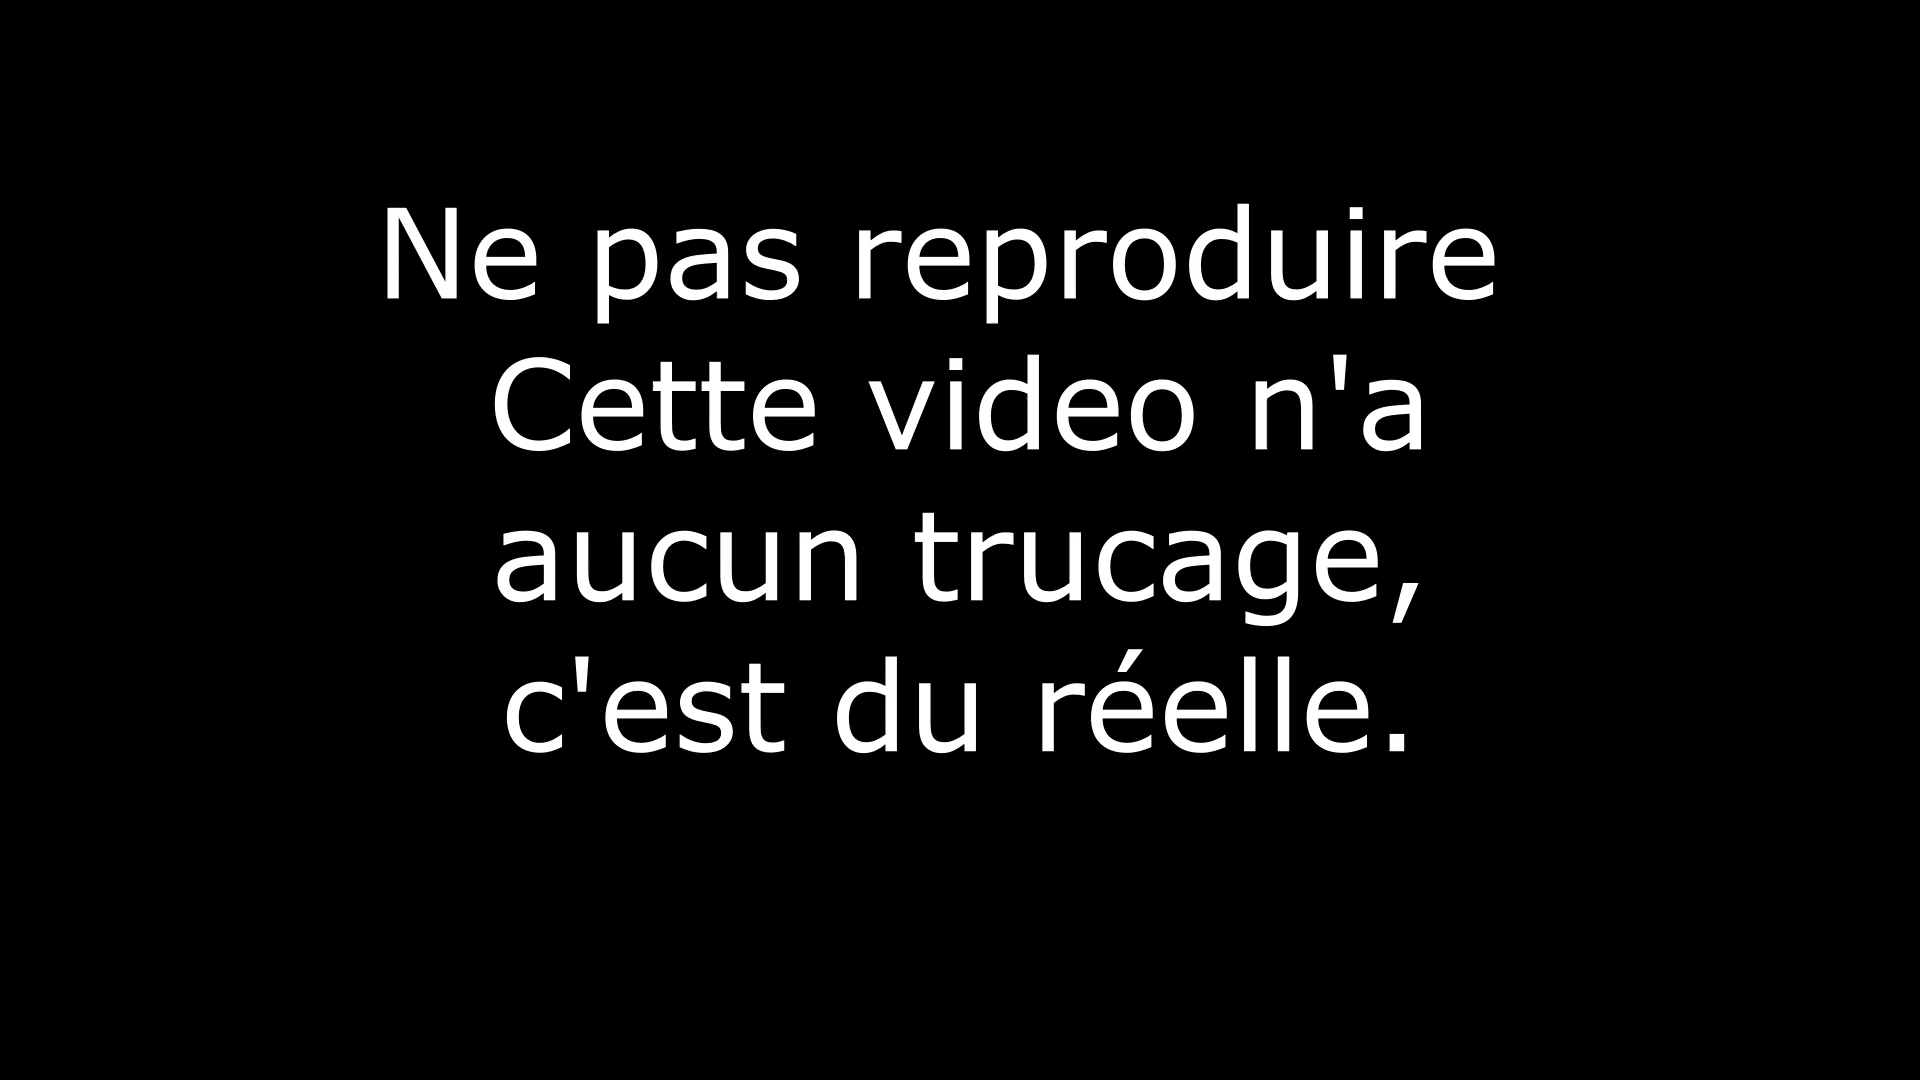 Ne pas reproduire
Cette video n'a
aucun trucage,
c'est du réelle.